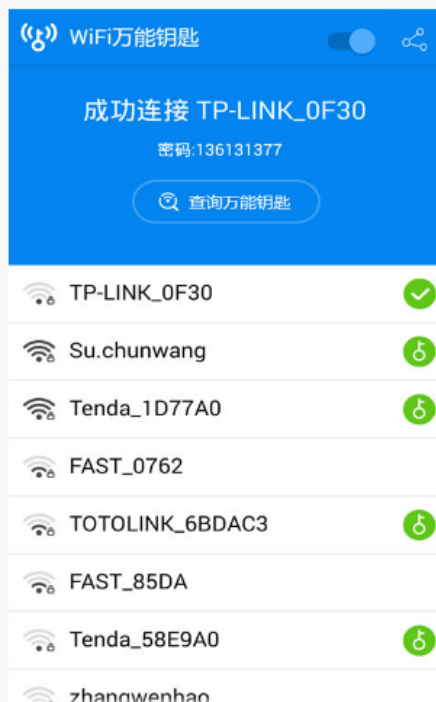 WiFi万能钥匙
成功连接 TP-LINK_0F30
密码:136131377
查询万能钥匙
TP-LINK_0F30
Su.chunwang
Tenda_1D77A0
FAST_0762
TOTOLINK_6BDAC3
FAST_85DA
Tenda_58E9A0
zhangwenhao